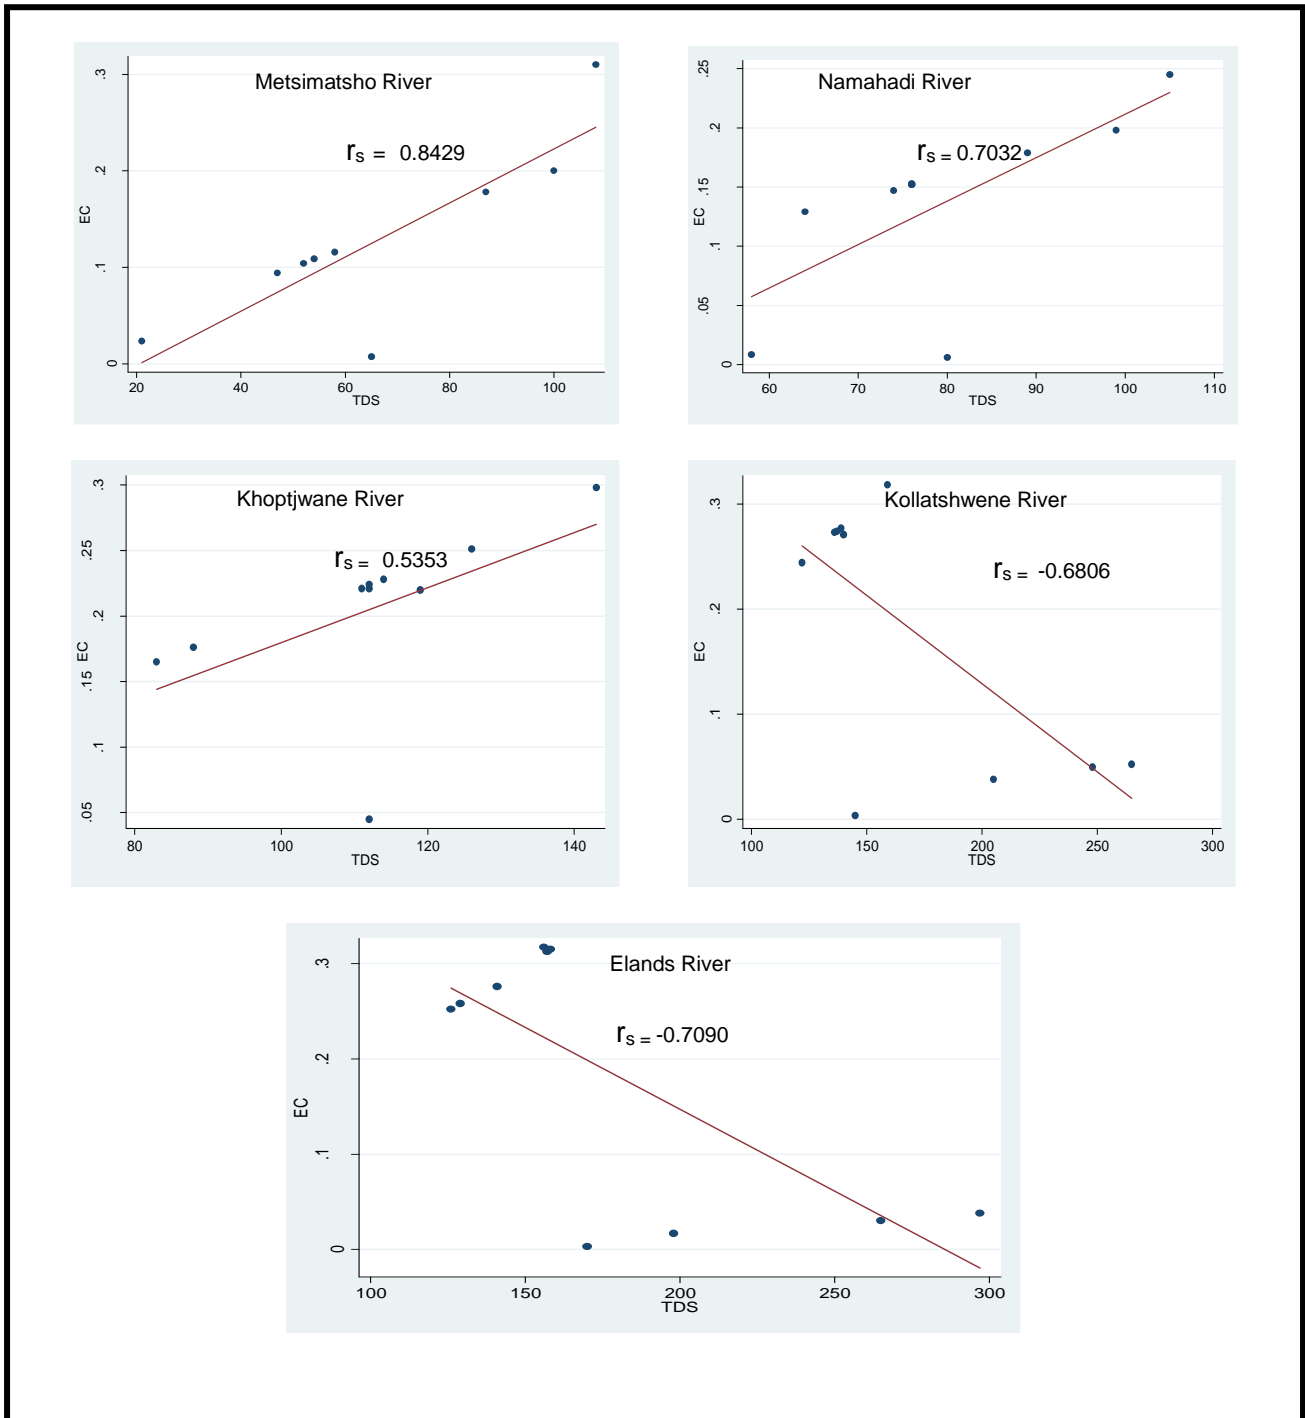 Metsimatsho River
rs = 0.8429
EC
.3
.2
.1
0
20 40 60 80 100
TDS
Namahadi River
rs = 0.7032
EC
.25
.2
.15
.1
.05
0
60 70 80 90 100 110
TDS
Khoptjwane River
rs = 0.5353
EC
.3
.25
.2
.15
.1
.05
80 100 120 140
TDS
Kollatshwene River
rs = -0.6806
EC
.3
.2
.1
0
100 150 200 250 300
TDS
Elands River
rs = -0.7090
EC
.3
.2
.1
0
100 150 200 250 300
TDS